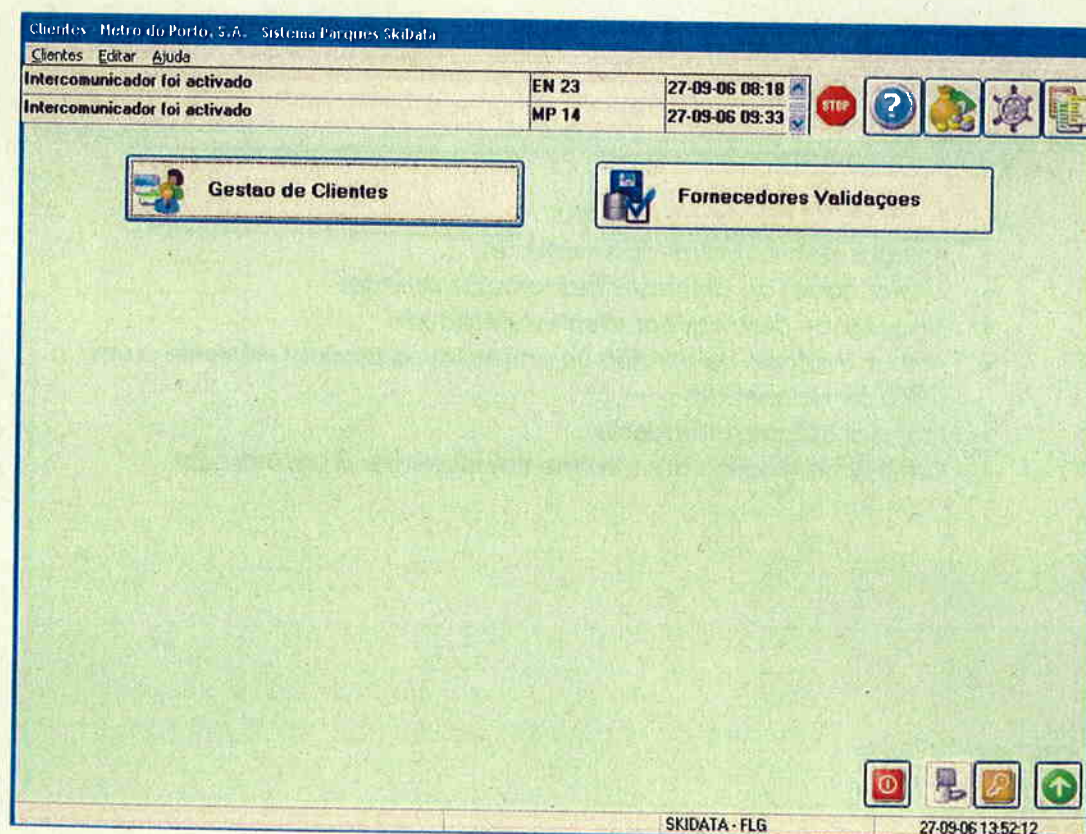 Clientes - Metro do Porto, S.A. - Sistema Parques SkiData
Clientes Editar Ajuda
Intercomunicador foi activado EN 23 27-09-06 08:18
Intercomunicador foi activado MP 14 27-09-06 09:33
STOP
?
Gestao de Clientes
Fornecedores Validaçoes
SKIDATA - FLG 27-09-06 13:52:12